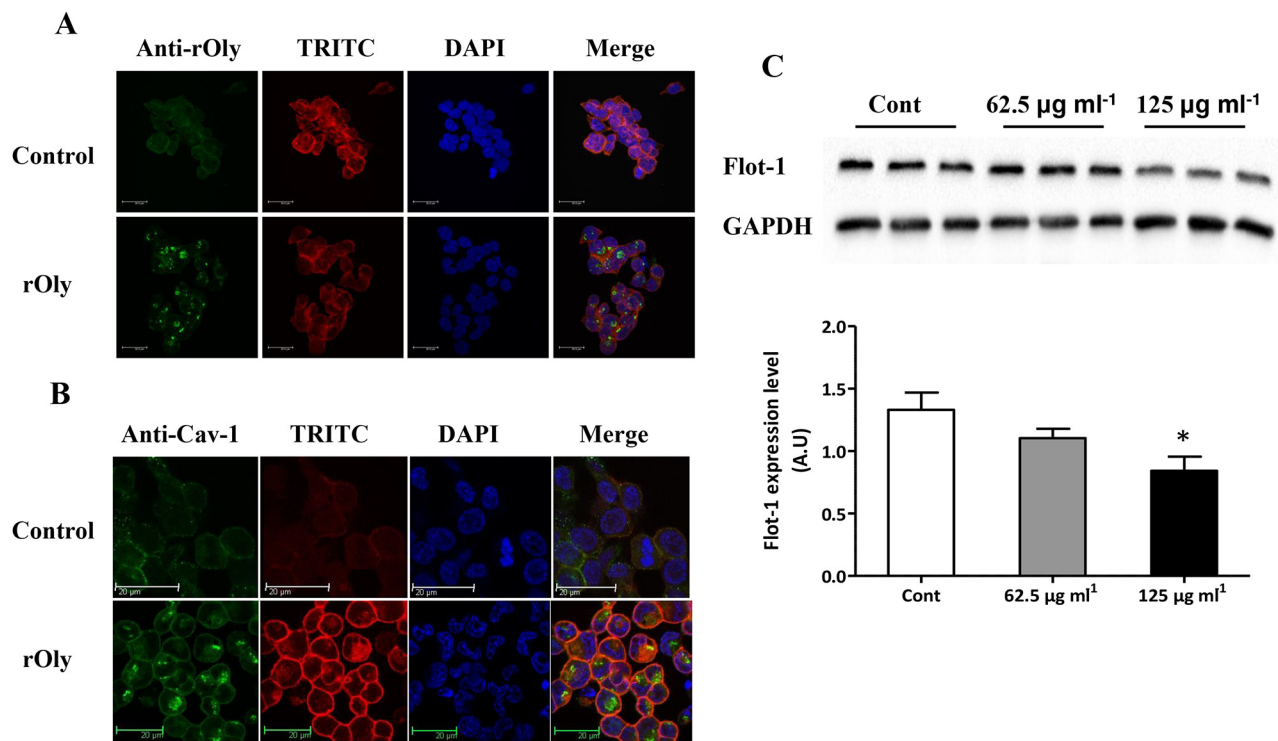 A
Anti-rOly TRITC DAPI Merge
Control
rOly
B
Anti-Cav-1 TRITC DAPI Merge
Control
20 µm 20 µm 20 µm 20 µm
rOly
20 µm 20 µm 20 µm 20 µm
C
Cont 62.5 µg ml-1 125 µg ml-1
Flot-1
GAPDH
Flot-1 expression level
(A.U)
2.0
1.5
1.0
0.5
0.0
*
Cont 62.5 µg ml1 125 µg ml1